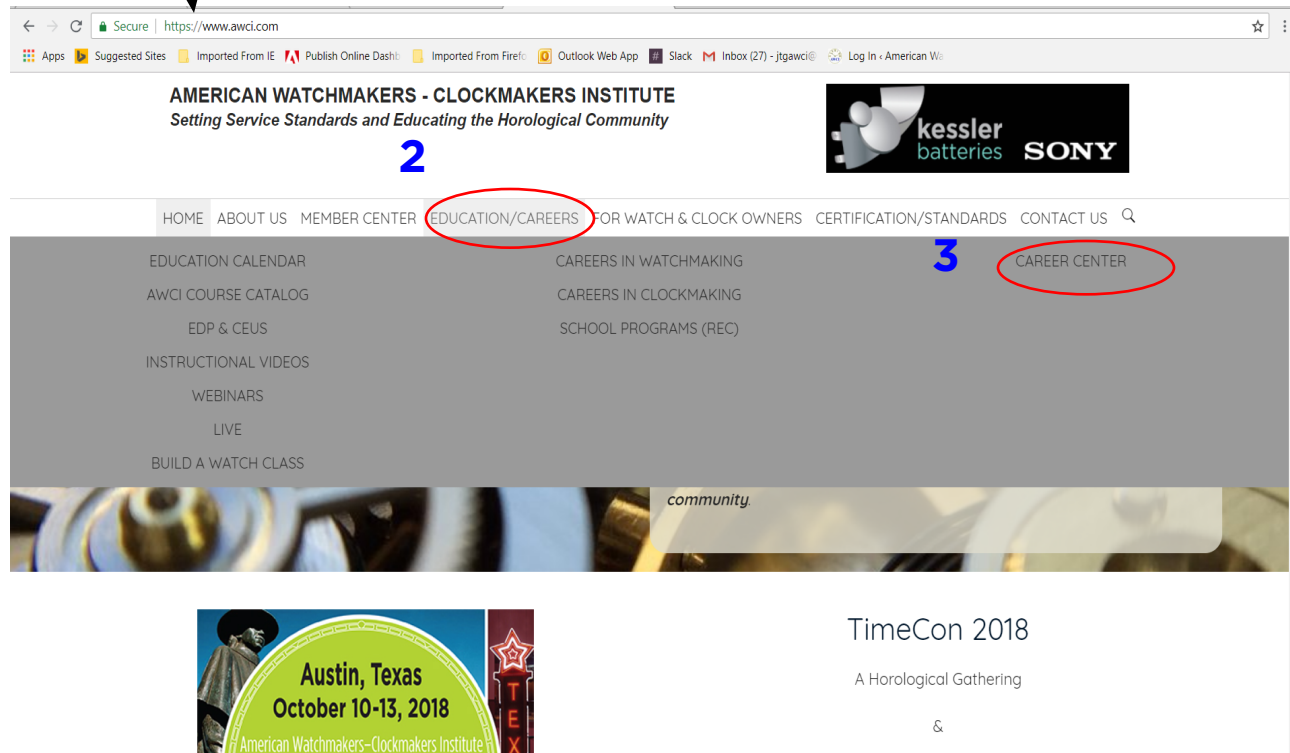 Secure | https://www.awci.com
Apps Suggested Sites Imported From IE Publish Online Dashb Imported From Firefo Outlook Web App Slack Inbox (27) - jtgawci@ Log In ‹ American Wa
AMERICAN WATCHMAKERS - CLOCKMAKERS INSTITUTE
Setting Service Standards and Educating the Horological Community
kessler
batteries SONY
2
HOME ABOUT US MEMBER CENTER EDUCATION/CAREERS FOR WATCH & CLOCK OWNERS CERTIFICATION/STANDARDS CONTACT US
3
EDUCATION CALENDAR CAREERS IN WATCHMAKING CAREER CENTER
AWCI COURSE CATALOG CAREERS IN CLOCKMAKING
EDP & CEUS SCHOOL PROGRAMS (REC)
INSTRUCTIONAL VIDEOS
WEBINARS
LIVE
BUILD A WATCH CLASS
community.
Austin, Texas
October 10-13, 2018
American Watchmakers-Clockmakers Institute
TEX
TimeCon 2018
A Horological Gathering
&